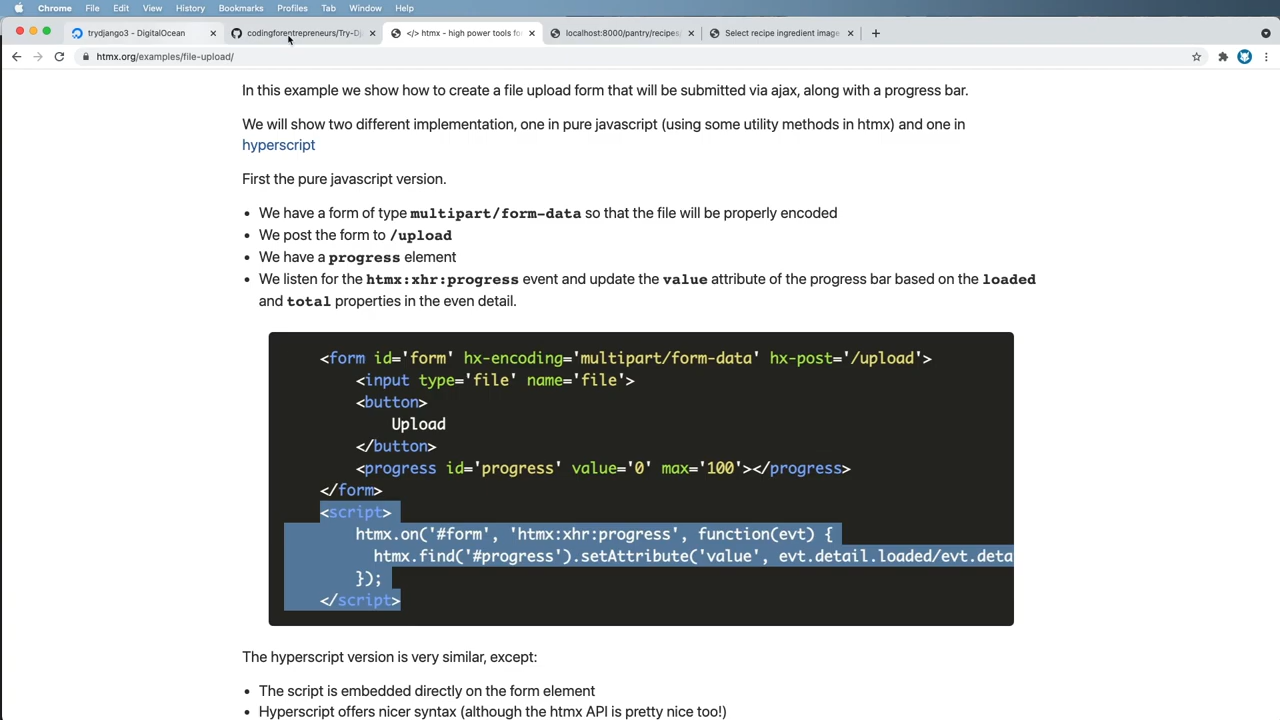 Chrome File Edit View History Bookmarks Profiles Tab Window Help
trydjango3 - DigitalOcean
codingforentrepreneurs/Try-Dj
</> htmx - high power tools fo
localhost:8000/pantry/recipes/
Select recipe ingredient image
htmx.org/examples/file-upload/
In this example we show how to create a file upload form that will be submitted via ajax, along with a progress bar.
We will show two different implementation, one in pure javascript (using some utility methods in htmx) and one in
hyperscript
First the pure javascript version.
• We have a form of type multipart/form-data so that the file will be properly encoded
• We post the form to /upload
• We have a progress element
• We listen for the htmx:xhr:progress event and update the value attribute of the progress bar based on the loaded
and total properties in the even detail.
<form id='form' hx-encoding='multipart/form-data' hx-post='/upload'>
<input type='file' name='file'>
<button>
Upload
</button>
<progress id='progress' value='0' max='100'></progress>
</form>
<script>
htmx.on('#form', 'htmx:xhr:progress', function(evt) {
htmx.find('#progress').setAttribute('value', evt.detail.loaded/evt.deta
});
</script>
The hyperscript version is very similar, except:
• The script is embedded directly on the form element
• Hyperscript offers nicer syntax (although the htmx API is pretty nice too!)